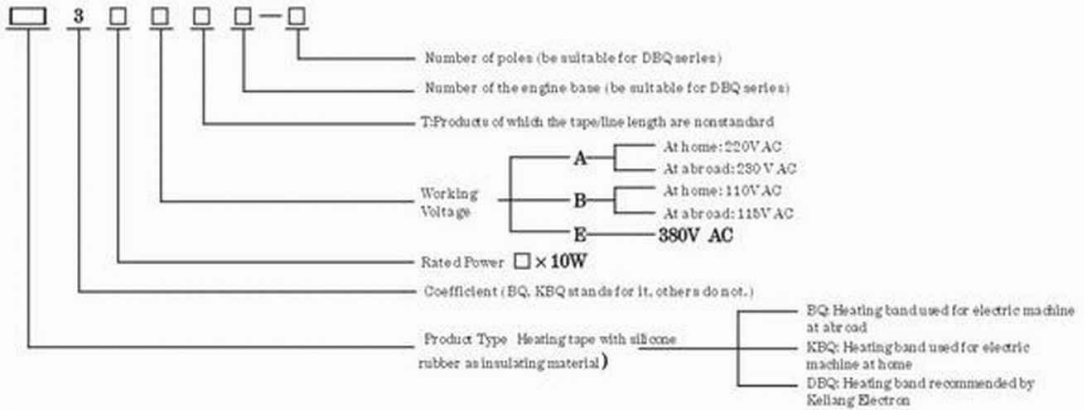 3 —
Number of poles (be suitable for DBQ series)
Number of the engine base (be suitable for DBQ series)
T:Products of which the tape/line length are nonstandard
At home: 220V AC
A
At abroad: 230 V AC
Working
Voltage
At home: 110V AC
B
At abroad: 115V AC
E 380V AC
Rated Power □ × 10W
Coefficient (BQ, KBQ stands for it, others do not.)
BQ: Heating band used for electric machine
at abroad
Product Type Heating tape with silicone
rubber as insulating material)
KBQ: Heating band used for electric
machine at home
DBQ: Heating band recommended by
Kellang Electron